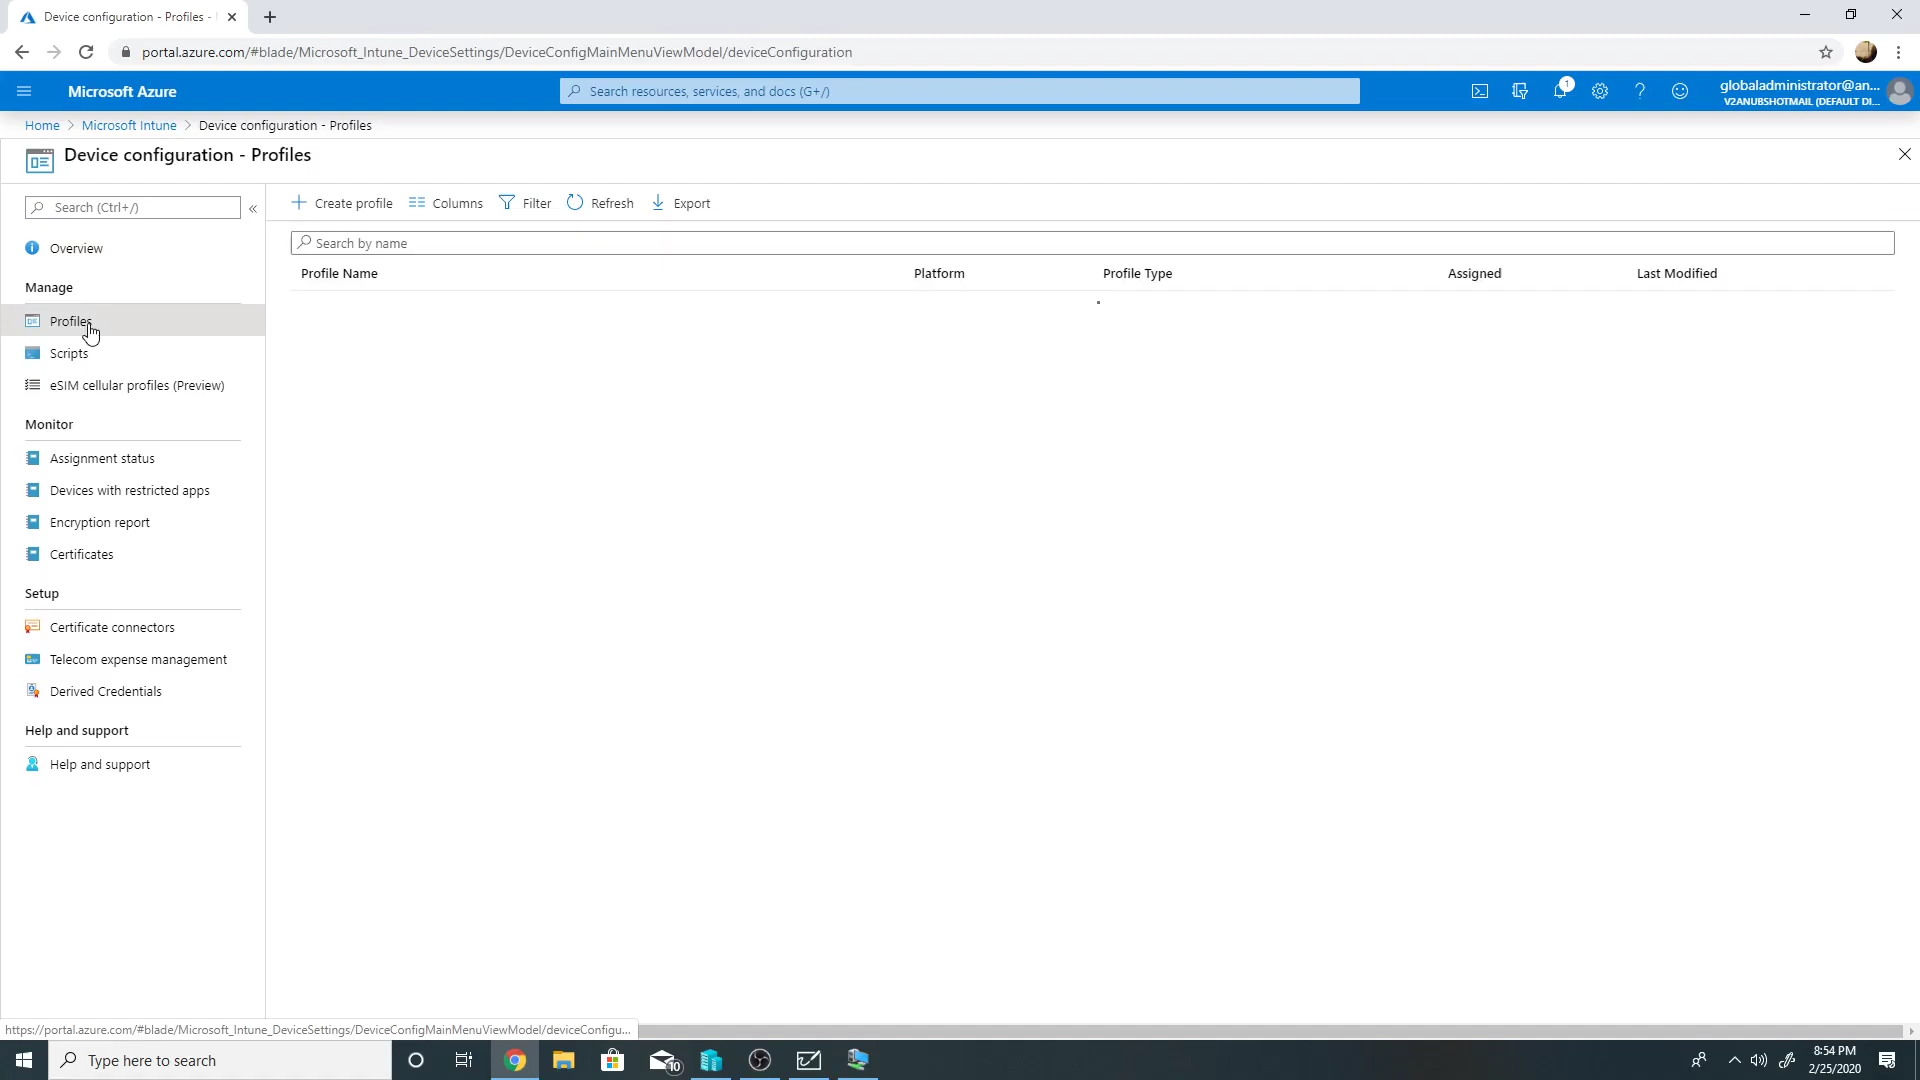 Device configuration - Profiles -
portal.azure.com/#blade/Microsoft_Intune_DeviceSettings/DeviceConfigMainMenuViewModel/deviceConfiguration
Microsoft Azure
Search resources, services, and docs (G+/)
1
globaladministrator@an...
V2ANUBSHOTMAIL (DEFAULT DI...
Home > Microsoft Intune > Device configuration - Profiles
Device configuration - Profiles
Search (Ctrl+/)
«
Create profile
Columns
Filter
Refresh
Export
Search by name
Profile Name
Platform
Profile Type
Assigned
Last Modified
Overview
Manage
Profiles
Scripts
eSIM cellular profiles (Preview)
Monitor
Assignment status
Devices with restricted apps
Encryption report
Certificates
Setup
Certificate connectors
Telecom expense management
Derived Credentials
Help and support
Help and support
https://portal.azure.com/#blade/Microsoft_Intune_DeviceSettings/DeviceConfigMainMenuViewModel/deviceConfigu...
Type here to search
10
8:54 PM
2/25/2020